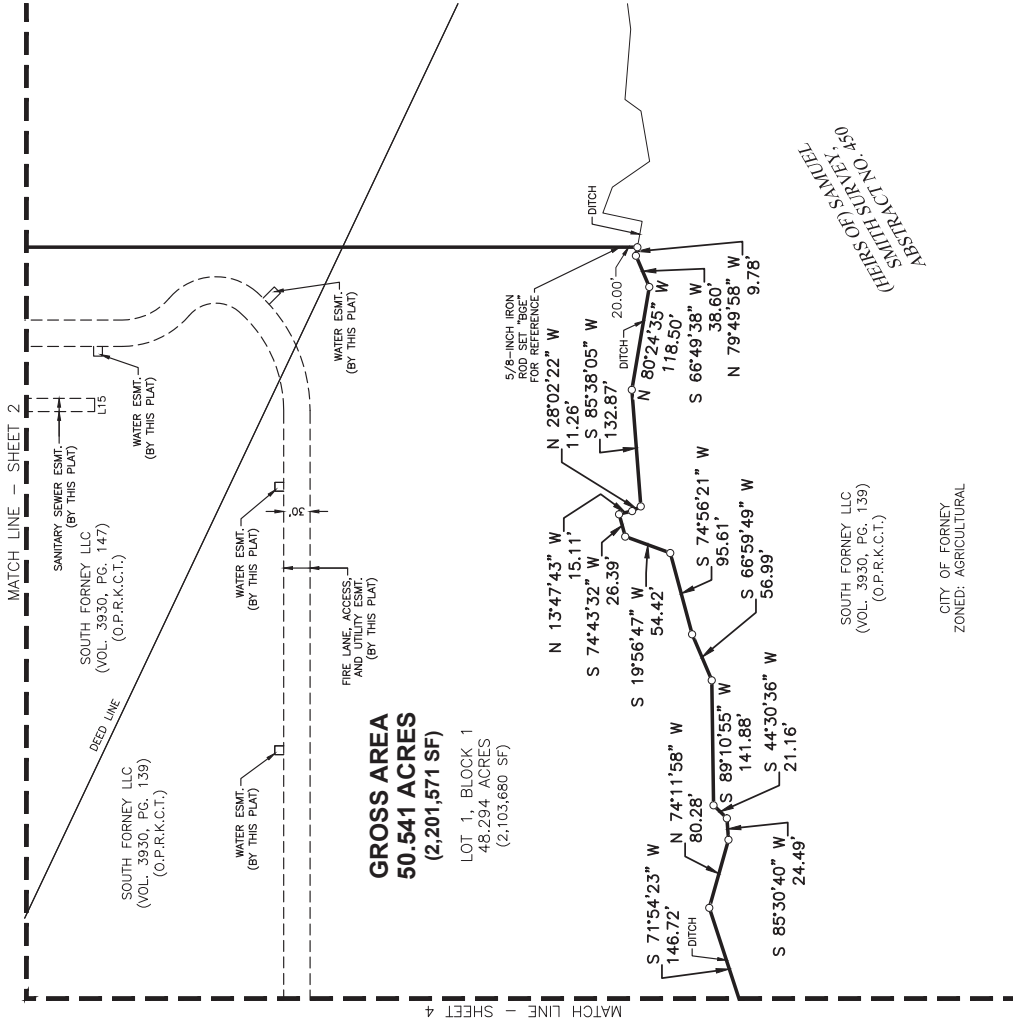 MATCH LINE - SHEET 2
SANITARY SEWER ESMT.
(BY THIS PLAT)
L15
SOUTH FORNEY LLC
(VOL. 3930, PG. 147)
(O.P.R.K.C.T.)
WATER ESMT.
(BY THIS PLAT)
WATER ESMT.
(BY THIS PLAT)
DEED LINE
SOUTH FORNEY LLC
(VOL. 3930, PG. 139)
(O.P.R.K.C.T.)
WATER ESMT.
(BY THIS PLAT)
30'
FIRE LANE, ACCESS,
AND UTILITY ESMT.
(BY THIS PLAT)
WATER ESMT.
(BY THIS PLAT)
GROSS AREA
50.541 ACRES
(2,201,571 SF)
LOT 1, BLOCK 1
48.294 ACRES
(2,103,680 SF)
5/8-INCH IRON
ROD SET "BGE"
FOR REFERENCE
20.00'
DITCH
(HEIRS OF) SAMUEL
SMITH SURVEY,
ABSTRACT NO. 450
N 28°02'22" W
11.26'
S 85°38'05" W
132.87'
DITCH
N 80°24'35" W
118.50'
S 66°49'38" W
38.60'
N 79°49'58" W
9.78'
N 13°47'43" W
15.11'
S 74°43'32" W
26.39'
S 19°56'47" W
54.42'
S 74°56'21" W
95.61'
S 66°59'49" W
56.99'
S 89°10'55" W
141.88'
S 44°30'36" W
21.16'
N 74°11'58" W
80.28'
S 85°30'40" W
24.49'
S 71°54'23" W
146.72'
DITCH
SOUTH FORNEY LLC
(VOL. 3930, PG. 139)
(O.P.R.K.C.T.)
CITY OF FORNEY
ZONED: AGRICULTURAL
MATCH LINE - SHEET 4